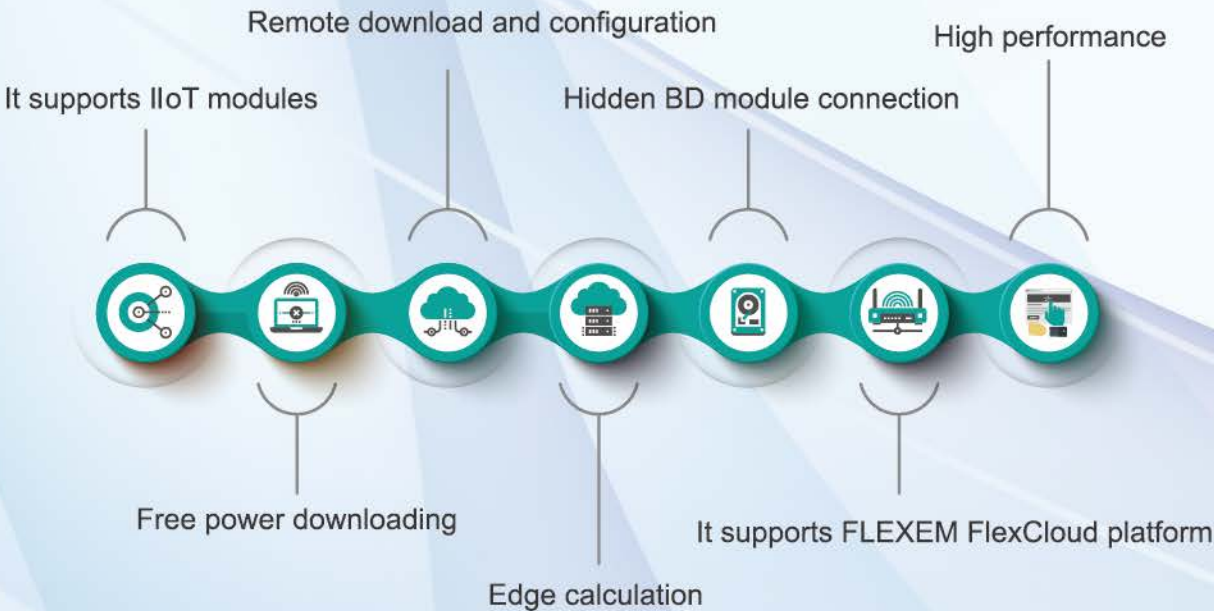 Remote download and configuration
High performance
It supports IIoT modules
Hidden BD module connection
Free power downloading
It supports FLEXEM FlexCloud platform
Edge calculation